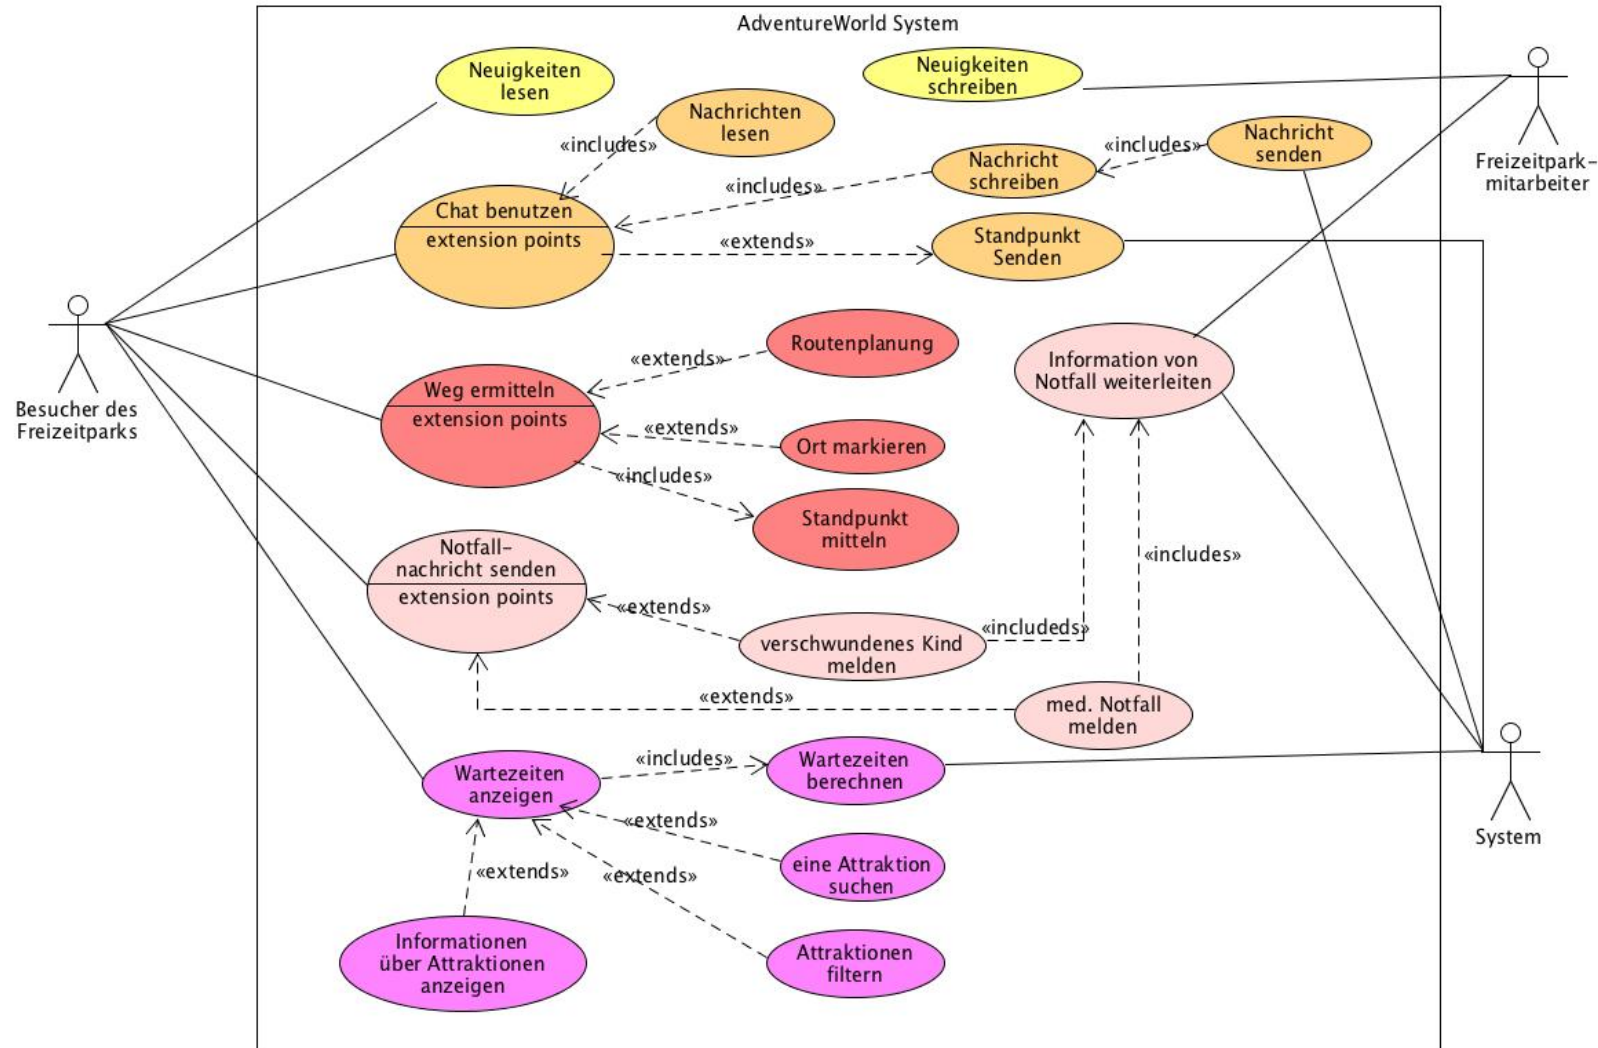 AdventureWorld System
Neuigkeiten
lesen
Neuigkeiten
schreiben
Nachrichten
lesen
«includes»
Nachricht
schreiben
«includes»
Nachricht
senden
Freizeitpark-
mitarbeiter
«includes»
Chat benutzen
extension points
«extends»
Standpunkt
Senden
Besucher des
Freizeitparks
«extends»
Routenplanung
Information von
Notfall weiterleiten
Weg ermitteln
extension points
«extends»
Ort markieren
«includes»
Standpunkt
mitteln
Notfall-
nachricht senden
extension points
«includes»
«extends»
verschwundenes Kind
melden
«includeds»
«extends»
med. Notfall
melden
Wartezeiten
anzeigen
«includes»
Wartezeiten
berechnen
«extends»
eine Attraktion
suchen
System
«extends»
«extends»
Informationen
über Attraktionen
anzeigen
Attraktionen
filtern